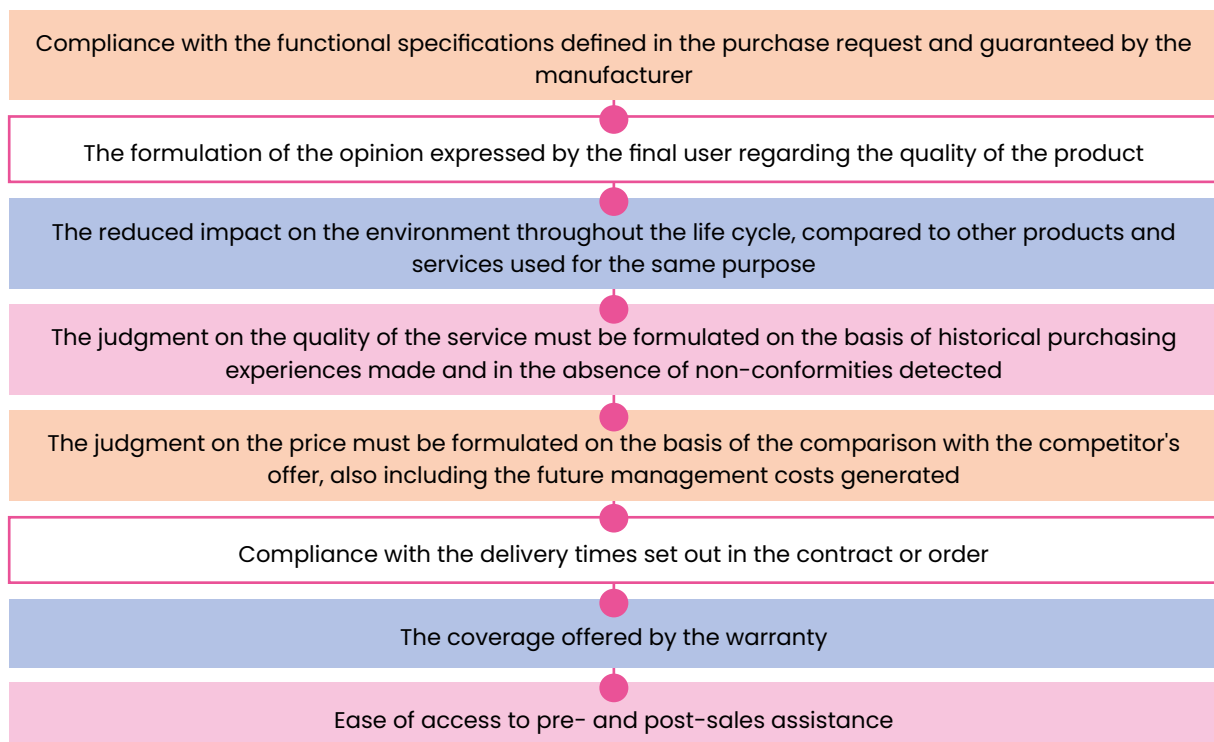 Compliance with the functional specifications defined in the purchase request and guaranteed by the
manufacturer
The formulation of the opinion expressed by the final user regarding the quality of the product
The reduced impact on the environment throughout the life cycle, compared to other products and
services used for the same purpose
The judgment on the quality of the service must be formulated on the basis of historical purchasing
experiences made and in the absence of non-conformities detected
The judgment on the price must be formulated on the basis of the comparison with the competitor's
offer, also including the future management costs generated
Compliance with the delivery times set out in the contract or order
The coverage offered by the warranty
Ease of access to pre- and post-sales assistance